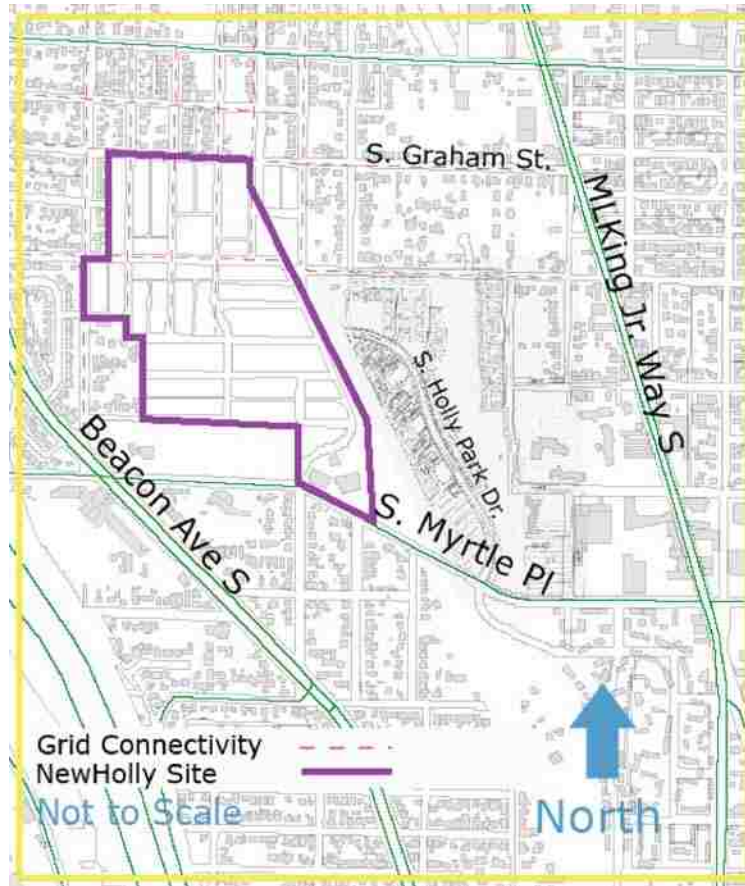 S. Graham St.
MLKing Jr. Way S
S. Holly Park Dr.
Beacon Ave S
S. Myrtle Pl
Grid Connectivity
NewHolly Site
Not to Scale
North